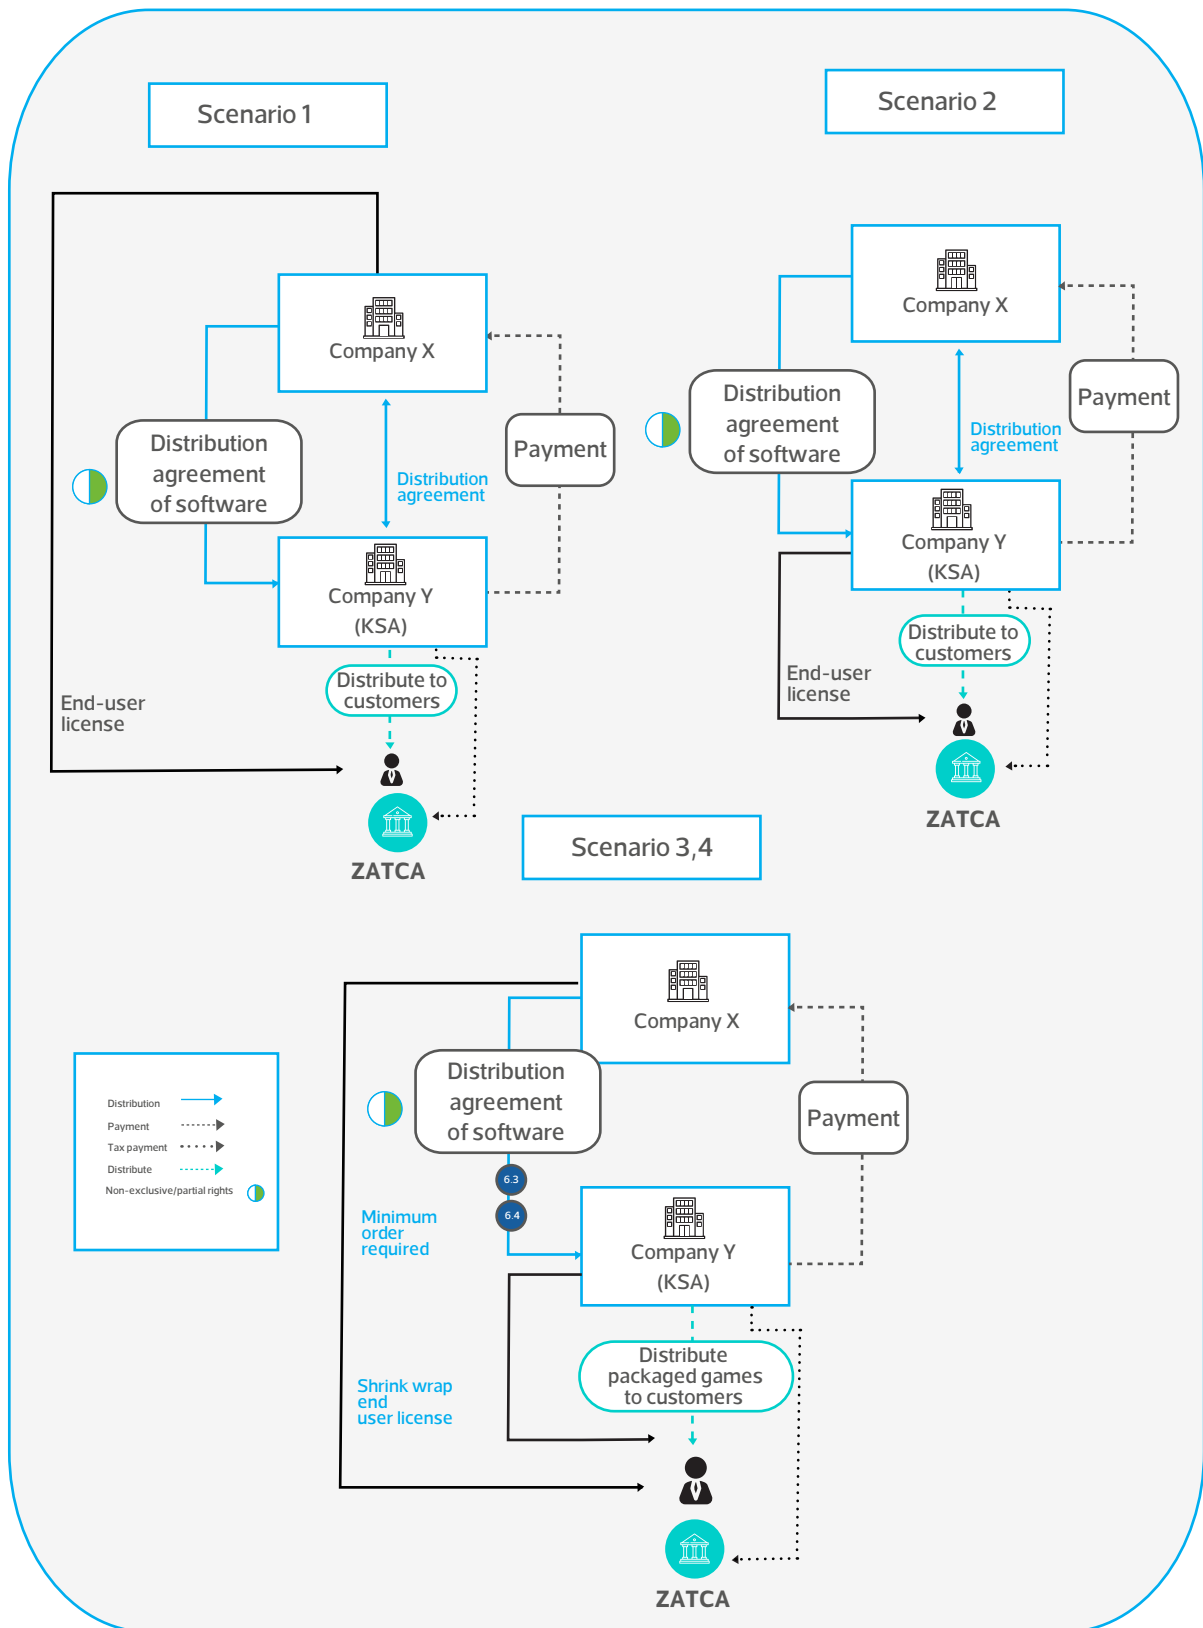 Scenario 1
Company X
Distribution
agreement
of software
Distribution
agreement
Payment
Company Y
(KSA)
Distribute to
customers
End-user
license
ZATCA
Scenario 2
Company X
Distribution
agreement
of software
Distribution
agreement
Payment
Company Y
(KSA)
Distribute to
customers
End-user
license
ZATCA
Scenario 3,4
Company X
Distribution
agreement
of software
Payment
6.3
6.4
Minimum
order
required
Company Y
(KSA)
Distribute
packaged games
to customers
Shrink wrap
end
user license
ZATCA
Distribution
Payment
Tax payment
Distribute
Non-exclusive/partial rights